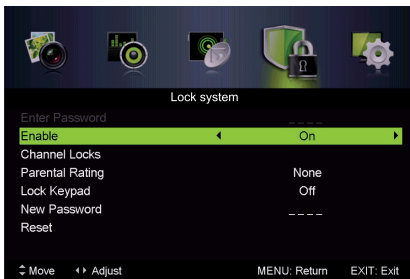 Lock system
Enter Password _ _ _ _
Enable On
Channel Locks
Parental Rating None
Lock Keypad Off
New Password _ _ _ _
Reset
Move Adjust MENU: Return EXIT: Exit